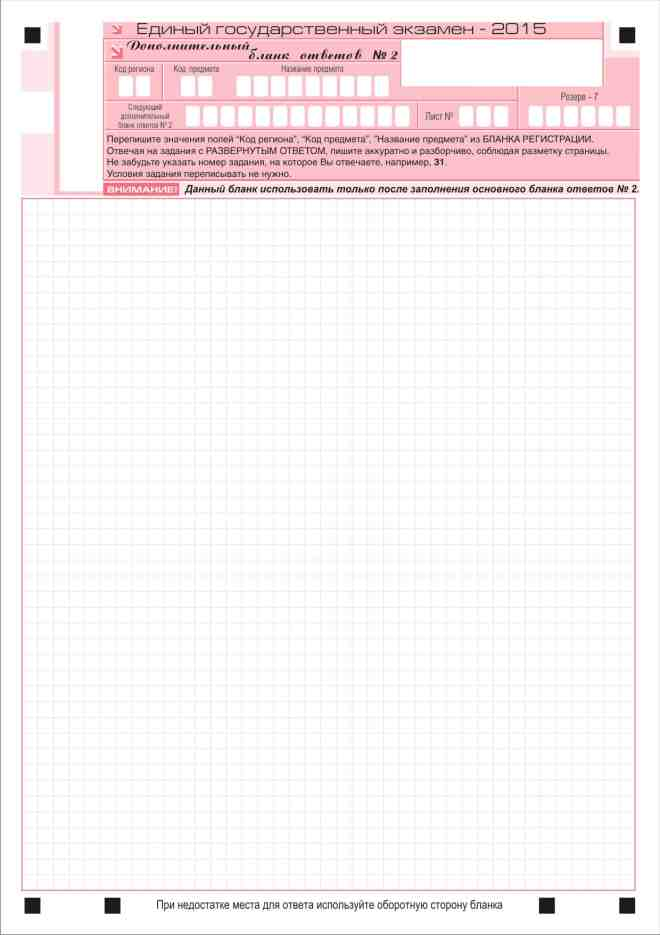 Единый государственный экзамен - 2015
Дополнительный бланк ответов № 2
Код региона Код предмета Название предмета
Резерв - 7
Следующий
дополнительный
бланк ответов № 2
Лист №
Перепишите значения полей "Код региона", "Код предмета", "Название предмета" из БЛАНКА РЕГИСТРАЦИИ.
Отвечая на задания с РАЗВЕРНУТЫМ ОТВЕТОМ, пишите аккуратно и разборчиво, соблюдая разметку страницы.
Не забудьте указать номер задания, на которое Вы отвечаете, например, 31.
Условия задания переписывать не нужно.
ВНИМАНИЕ! Данный бланк использовать только после заполнения основного бланка ответов № 2.
При недостатке места для ответа используйте оборотную сторону бланка